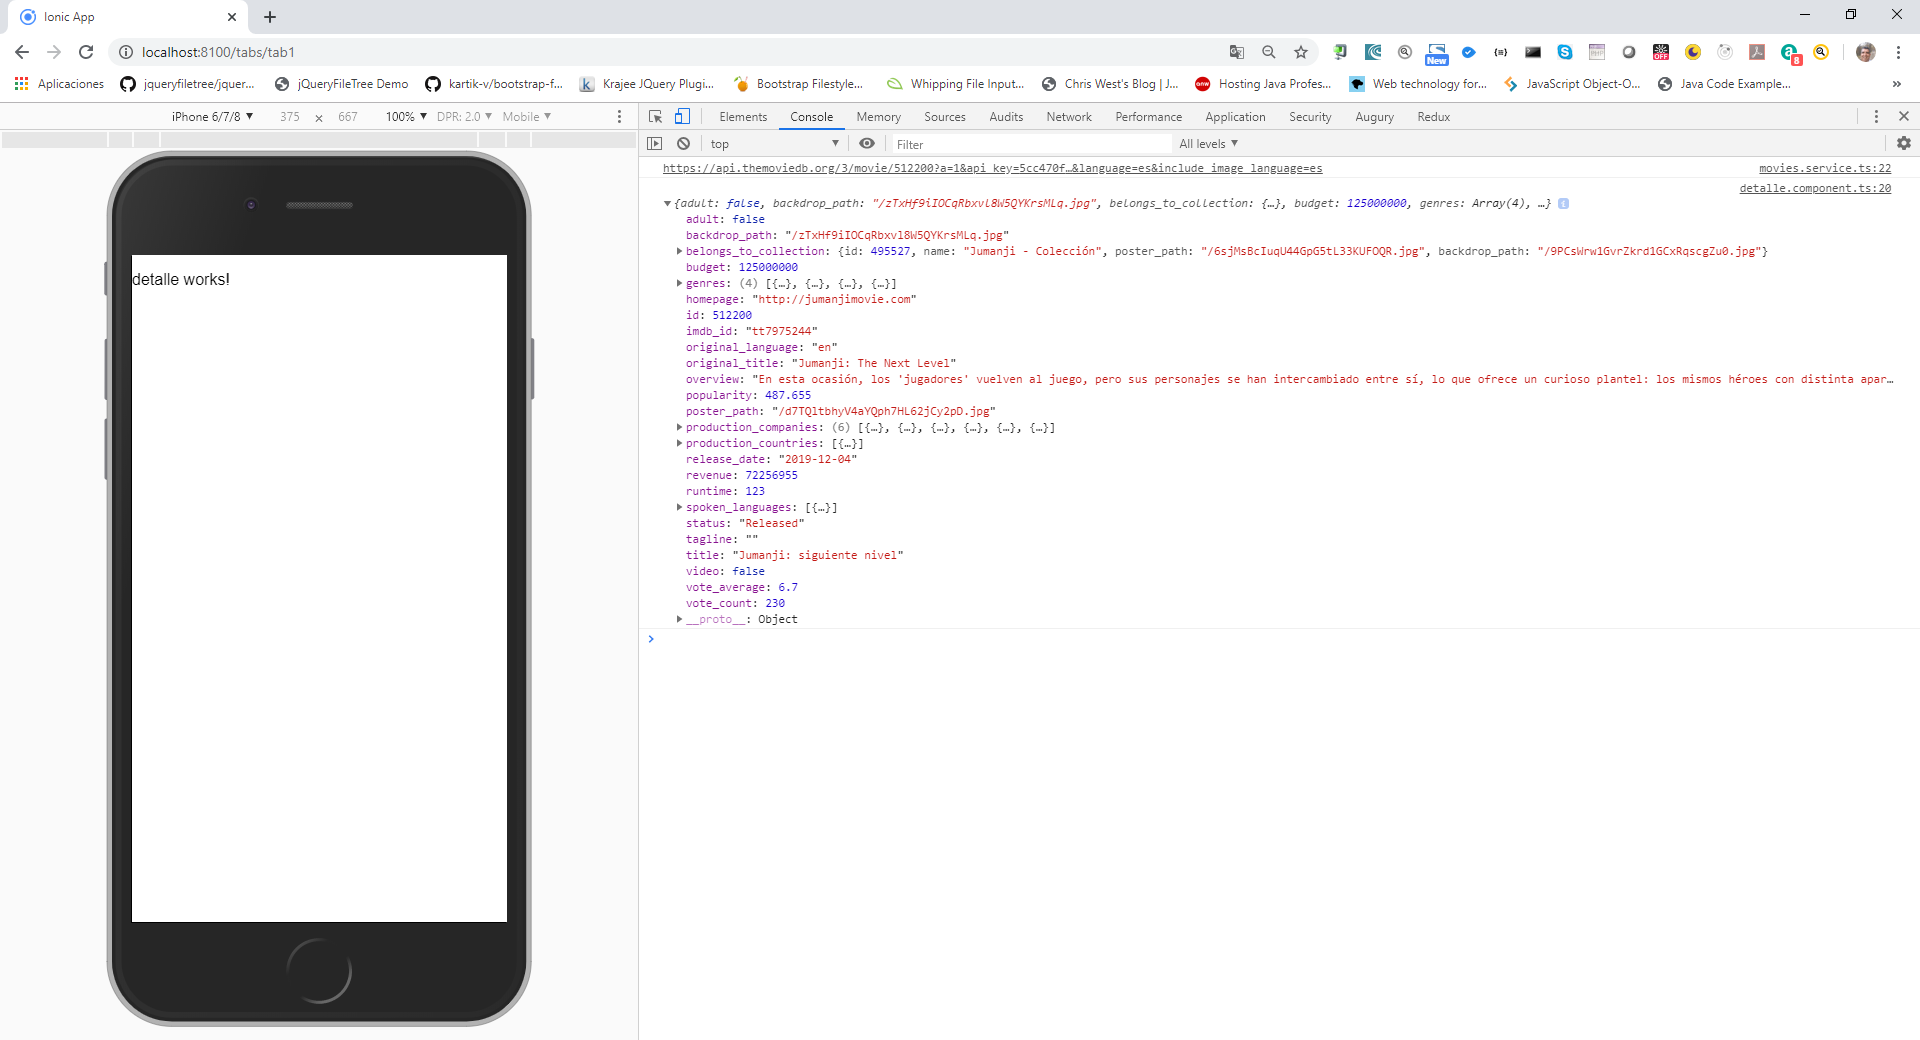 Ionic App
localhost:8100/tabs/tab1
New
OFF
8
Aplicaciones
jqueryfiletree/jquer...
jQueryFileTree Demo
kartik-v/bootstrap-f...
Krajee JQuery Plugi...
Bootstrap Filestyle...
Whipping File Input...
Chris West's Blog | J...
Hosting Java Profes...
Web technology for...
JavaScript Object-O...
Java Code Example...
»
iPhone 6/7/8 375 × 667 100% DPR: 2.0 Mobile
Elements Console Memory Sources Audits Network Performance Application Security Augury Redux
top Filter All levels
https://api.themoviedb.org/3/movie/512200?a=1&api_key=5cc470f…&language=es&include_image_language=es movies.service.ts:22
detalle.component.ts:20
{adult: false, backdrop_path: "/zTxHf9iIOCqRbxvl8W5QYKrsMLq.jpg", belongs_to_collection: {…}, budget: 125000000, genres: Array(4), …}
adult: false
backdrop_path: "/zTxHf9iIOCqRbxvl8W5QYKrsMLq.jpg"
belongs_to_collection: {id: 495527, name: "Jumanji - Colección", poster_path: "/6sjMsBcIuqU44GpG5tL33KUFOQR.jpg", backdrop_path: "/9PCsWrw1GvrZkrd1GCxRqscgZu0.jpg"}
budget: 125000000
genres: (4) [{…}, {…}, {…}, {…}]
homepage: "http://jumanjimovie.com"
id: 512200
imdb_id: "tt7975244"
original_language: "en"
original_title: "Jumanji: The Next Level"
overview: "En esta ocasión, los 'jugadores' vuelven al juego, pero sus personajes se han intercambiado entre sí, lo que ofrece un curioso plantel: los mismos héroes con distinta apar…
popularity: 487.655
poster_path: "/d7TQltbhyV4aYQph7HL62jCy2pD.jpg"
production_companies: (6) [{…}, {…}, {…}, {…}, {…}, {…}]
production_countries: [{…}]
release_date: "2019-12-04"
revenue: 72256955
runtime: 123
spoken_languages: [{…}]
status: "Released"
tagline: ""
title: "Jumanji: siguiente nivel"
video: false
vote_average: 6.7
vote_count: 230
__proto__: Object
detalle works!